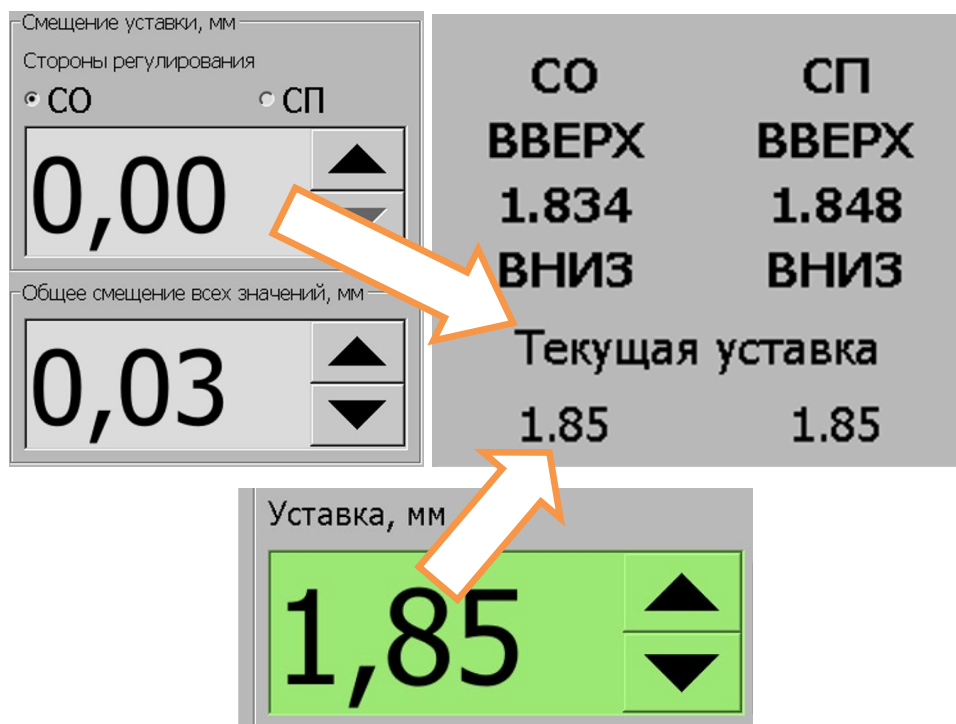 Смещение уставки, мм
Стороны регулирования
СО СП
0,00
Общее смещение всех значений, мм
0,03
СО СП
ВВЕРХ ВВЕРХ
1.834 1.848
ВНИЗ ВНИЗ
Текущая уставка
1.85 1.85
Уставка, мм
1,85